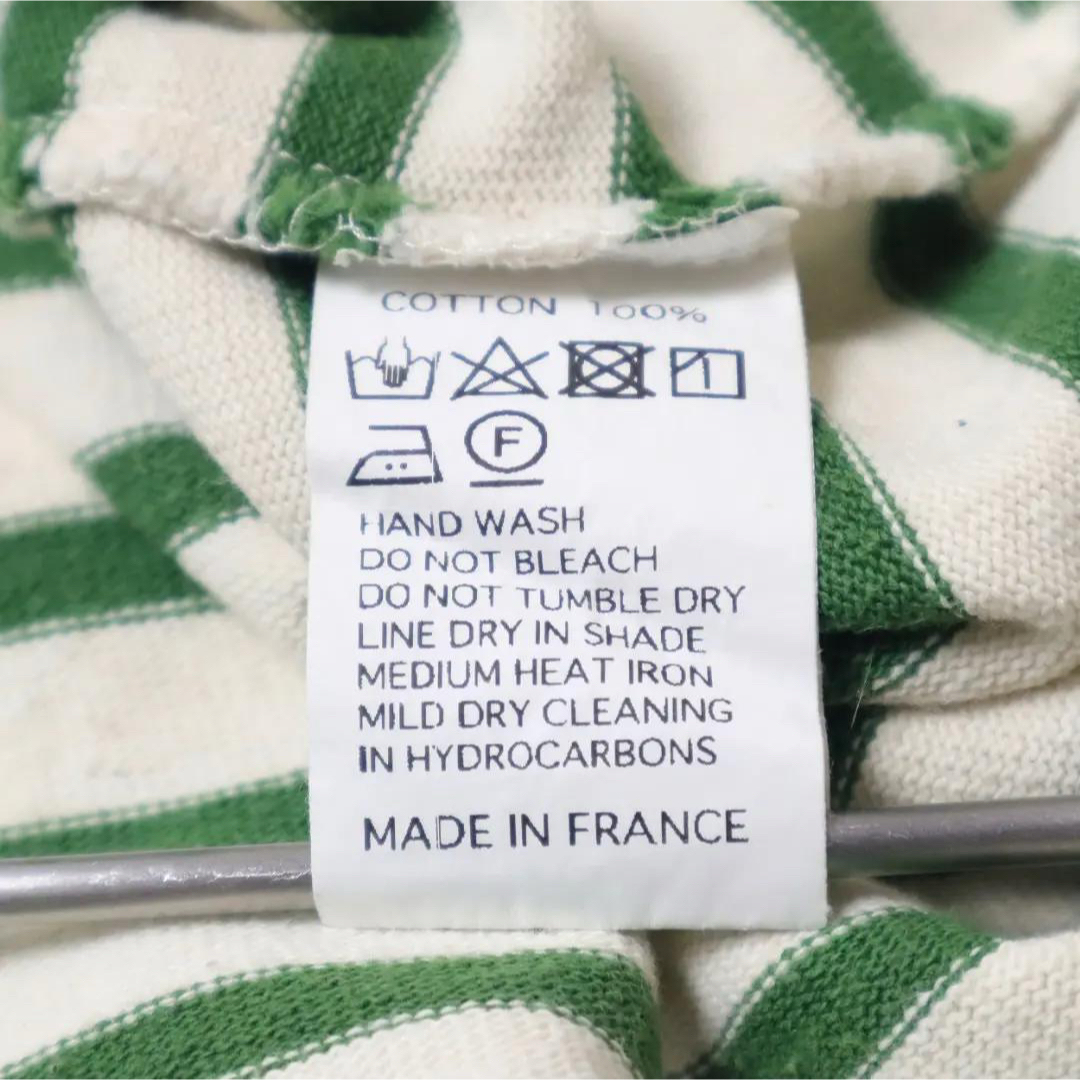 COTTON 100%
F
HAND WASH
DO NOT BLEACH
DO NOT TUMBLE DRY
LINE DRY IN SHADE
MEDIUM HEAT IRON
MILD DRY CLEANING
IN HYDROCARBONS
MADE IN FRANCE